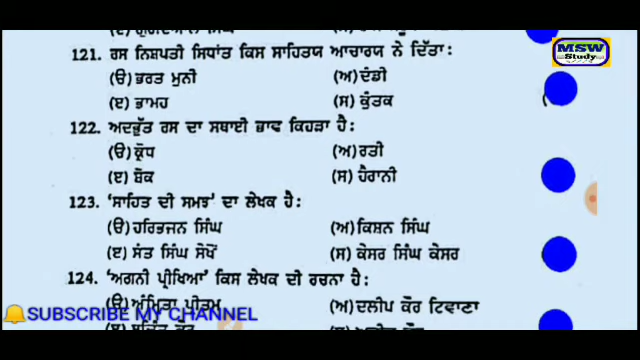 121. ਰਸ ਨਿਸ਼ਪਤੀ ਸਿਧਾਂਤ ਕਿਸ ਸਾਹਿਤਯ ਆਚਾਰਯ ਨੇ ਦਿੱਤਾ:
(ੳ) ਭਰਤ ਮੁਨੀ (ਅ) ਦੰਡੀ
(ੲ) ਭਾਮਹ (ਸ) ਕੁੰਤਕ
122. ਅਦਭੁੱਤ ਰਸ ਦਾ ਸਥਾਈ ਭਾਵ ਕਿਹੜਾ ਹੈ:
(ੳ) ਕ੍ਰੋਧ (ਅ) ਰਤੀ
(ੲ) ਸ਼ੋਕ (ਸ) ਹੈਰਾਨੀ
123. 'ਸਾਹਿਤ ਦੀ ਸਮਝ' ਦਾ ਲੇਖਕ ਹੈ:
(ੳ) ਹਰਿਭਜਨ ਸਿੰਘ (ਅ) ਕਿਸ਼ਨ ਸਿੰਘ
(ੲ) ਸੰਤ ਸਿੰਘ ਸੇਖੋਂ (ਸ) ਕੇਸਰ ਸਿੰਘ ਕੇਸਰ
124. 'ਅਗਨੀ ਪ੍ਰੀਖਿਆ' ਕਿਸ ਲੇਖਕ ਦੀ ਰਚਨਾ ਹੈ:
(ੳ) ਅੰਮ੍ਰਿਤਾ ਪ੍ਰੀਤਮ (ਅ) ਦਲੀਪ ਕੌਰ ਟਿਵਾਣਾ
MSW
Study
SUBSCRIBE MY CHANNEL